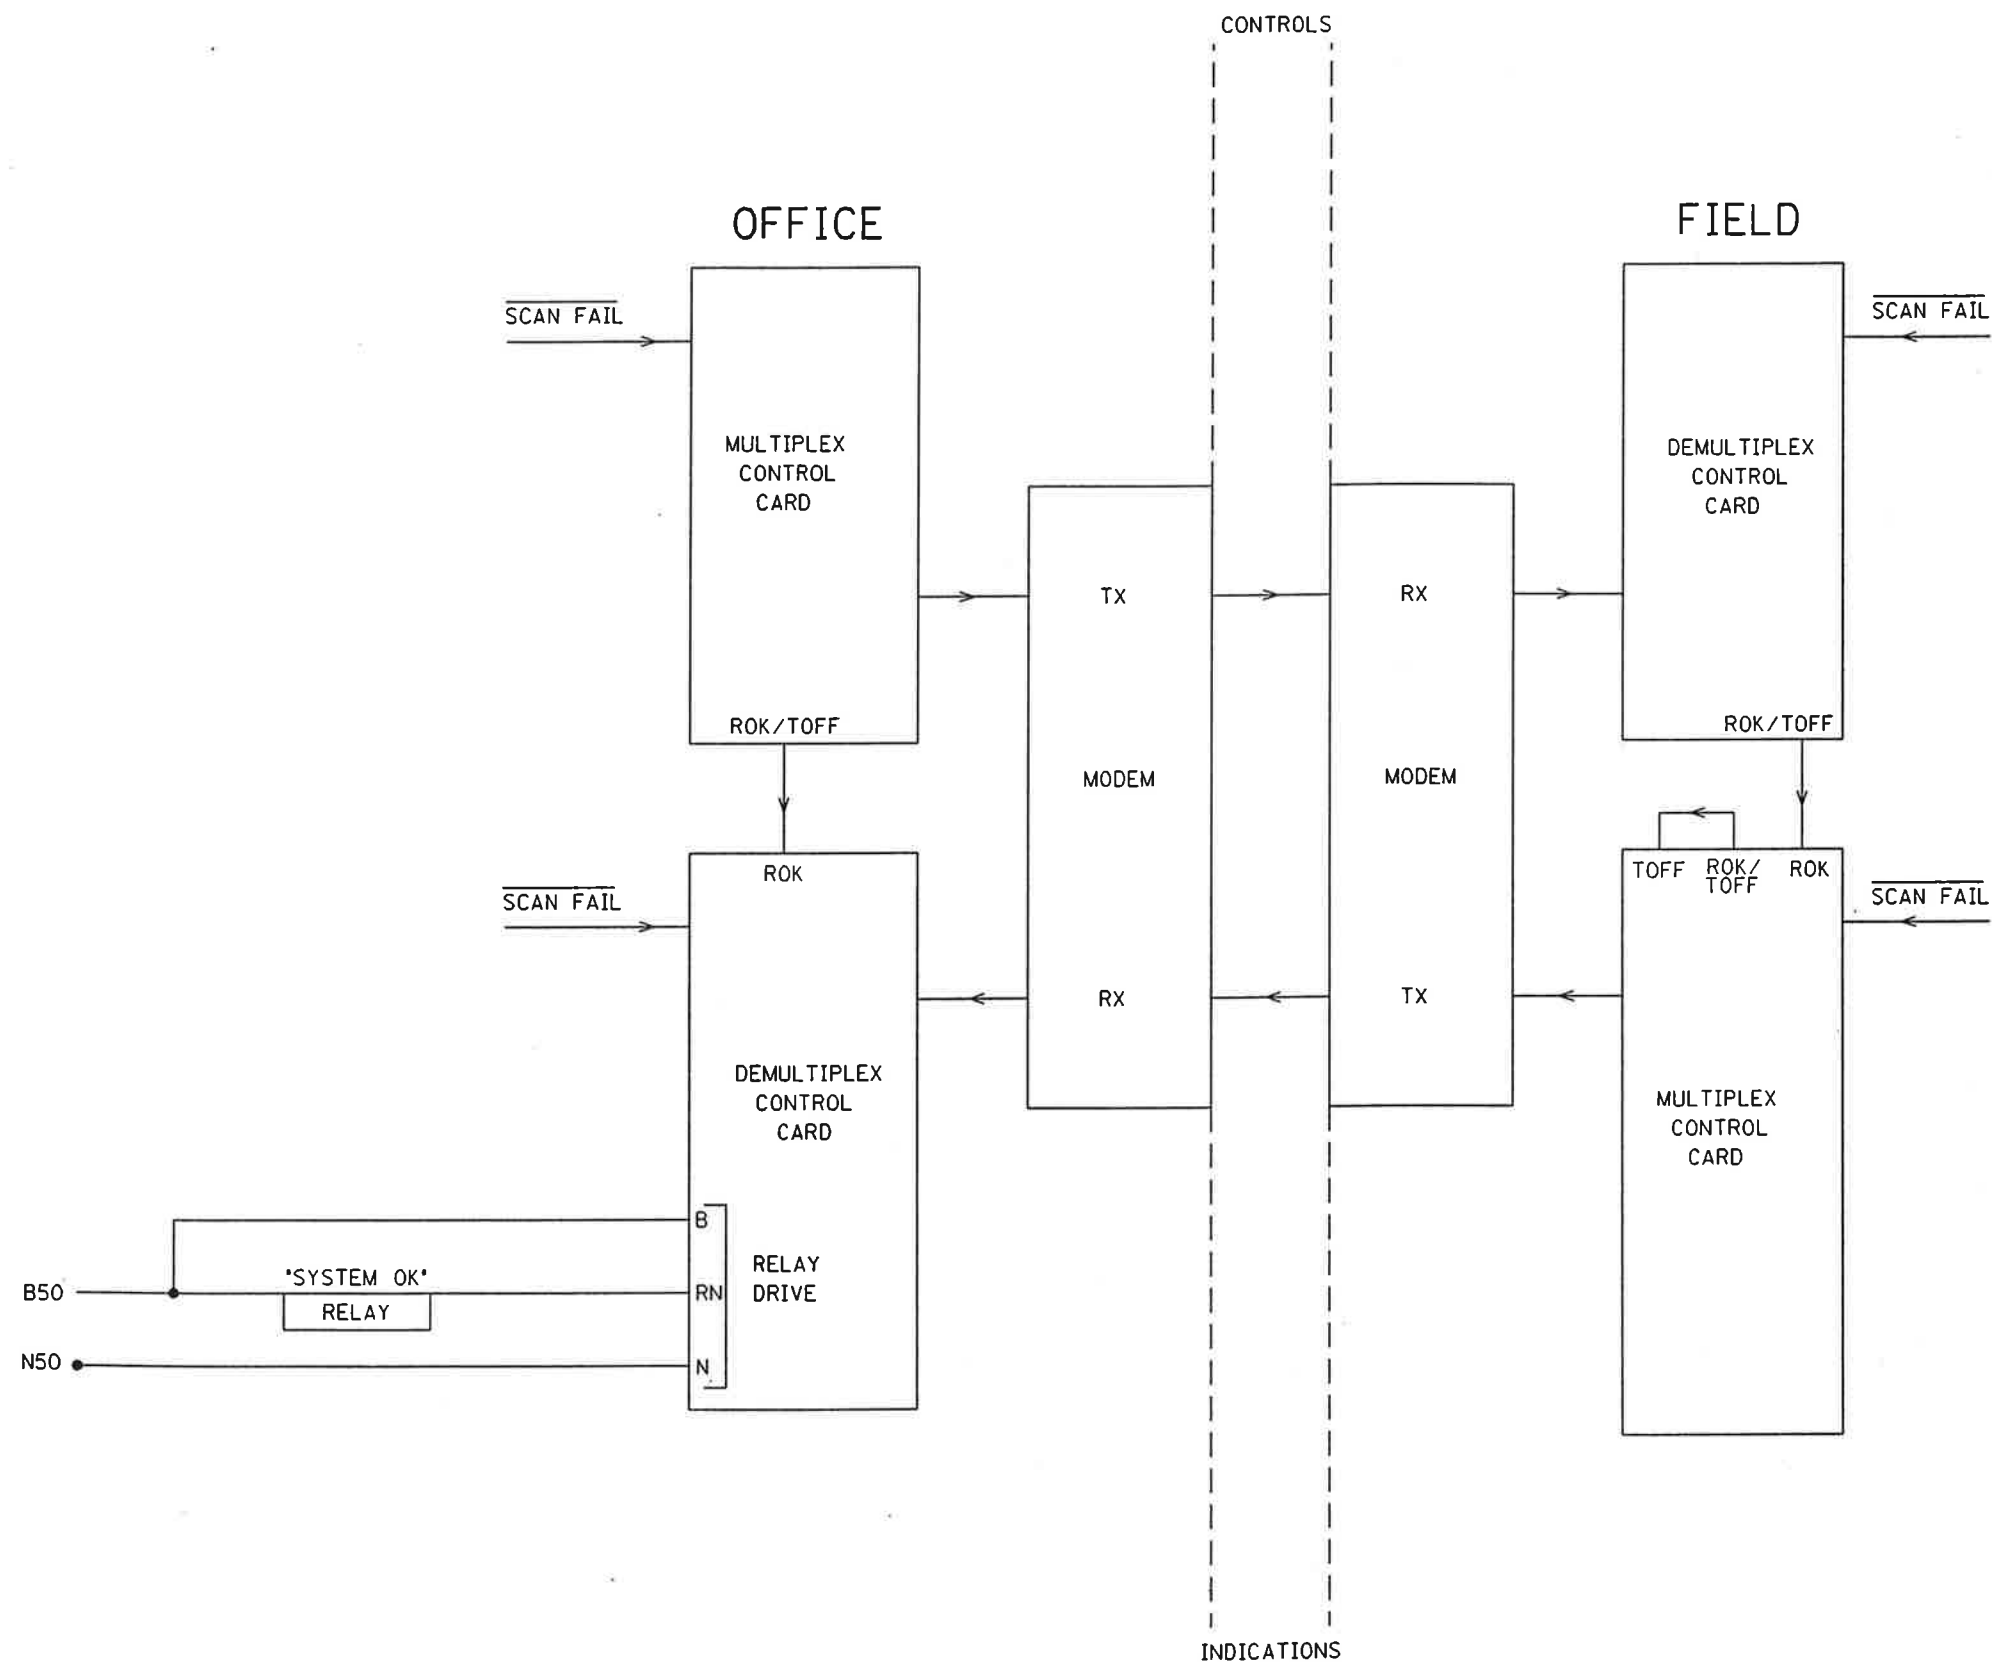 CONTROLS
OFFICE
FIELD
SCAN FAIL
SCAN FAIL
MULTIPLEX
CONTROL
CARD
DEMULTIPLEX
CONTROL
CARD
TX
RX
ROK/TOFF
ROK/TOFF
MODEM
MODEM
ROK
TOFF
ROK/
TOFF
ROK
SCAN FAIL
SCAN FAIL
RX
TX
DEMULTIPLEX
CONTROL
CARD
MULTIPLEX
CONTROL
CARD
B
RELAY
DRIVE
"SYSTEM OK"
B50
RN
RELAY
N50
N
INDICATIONS